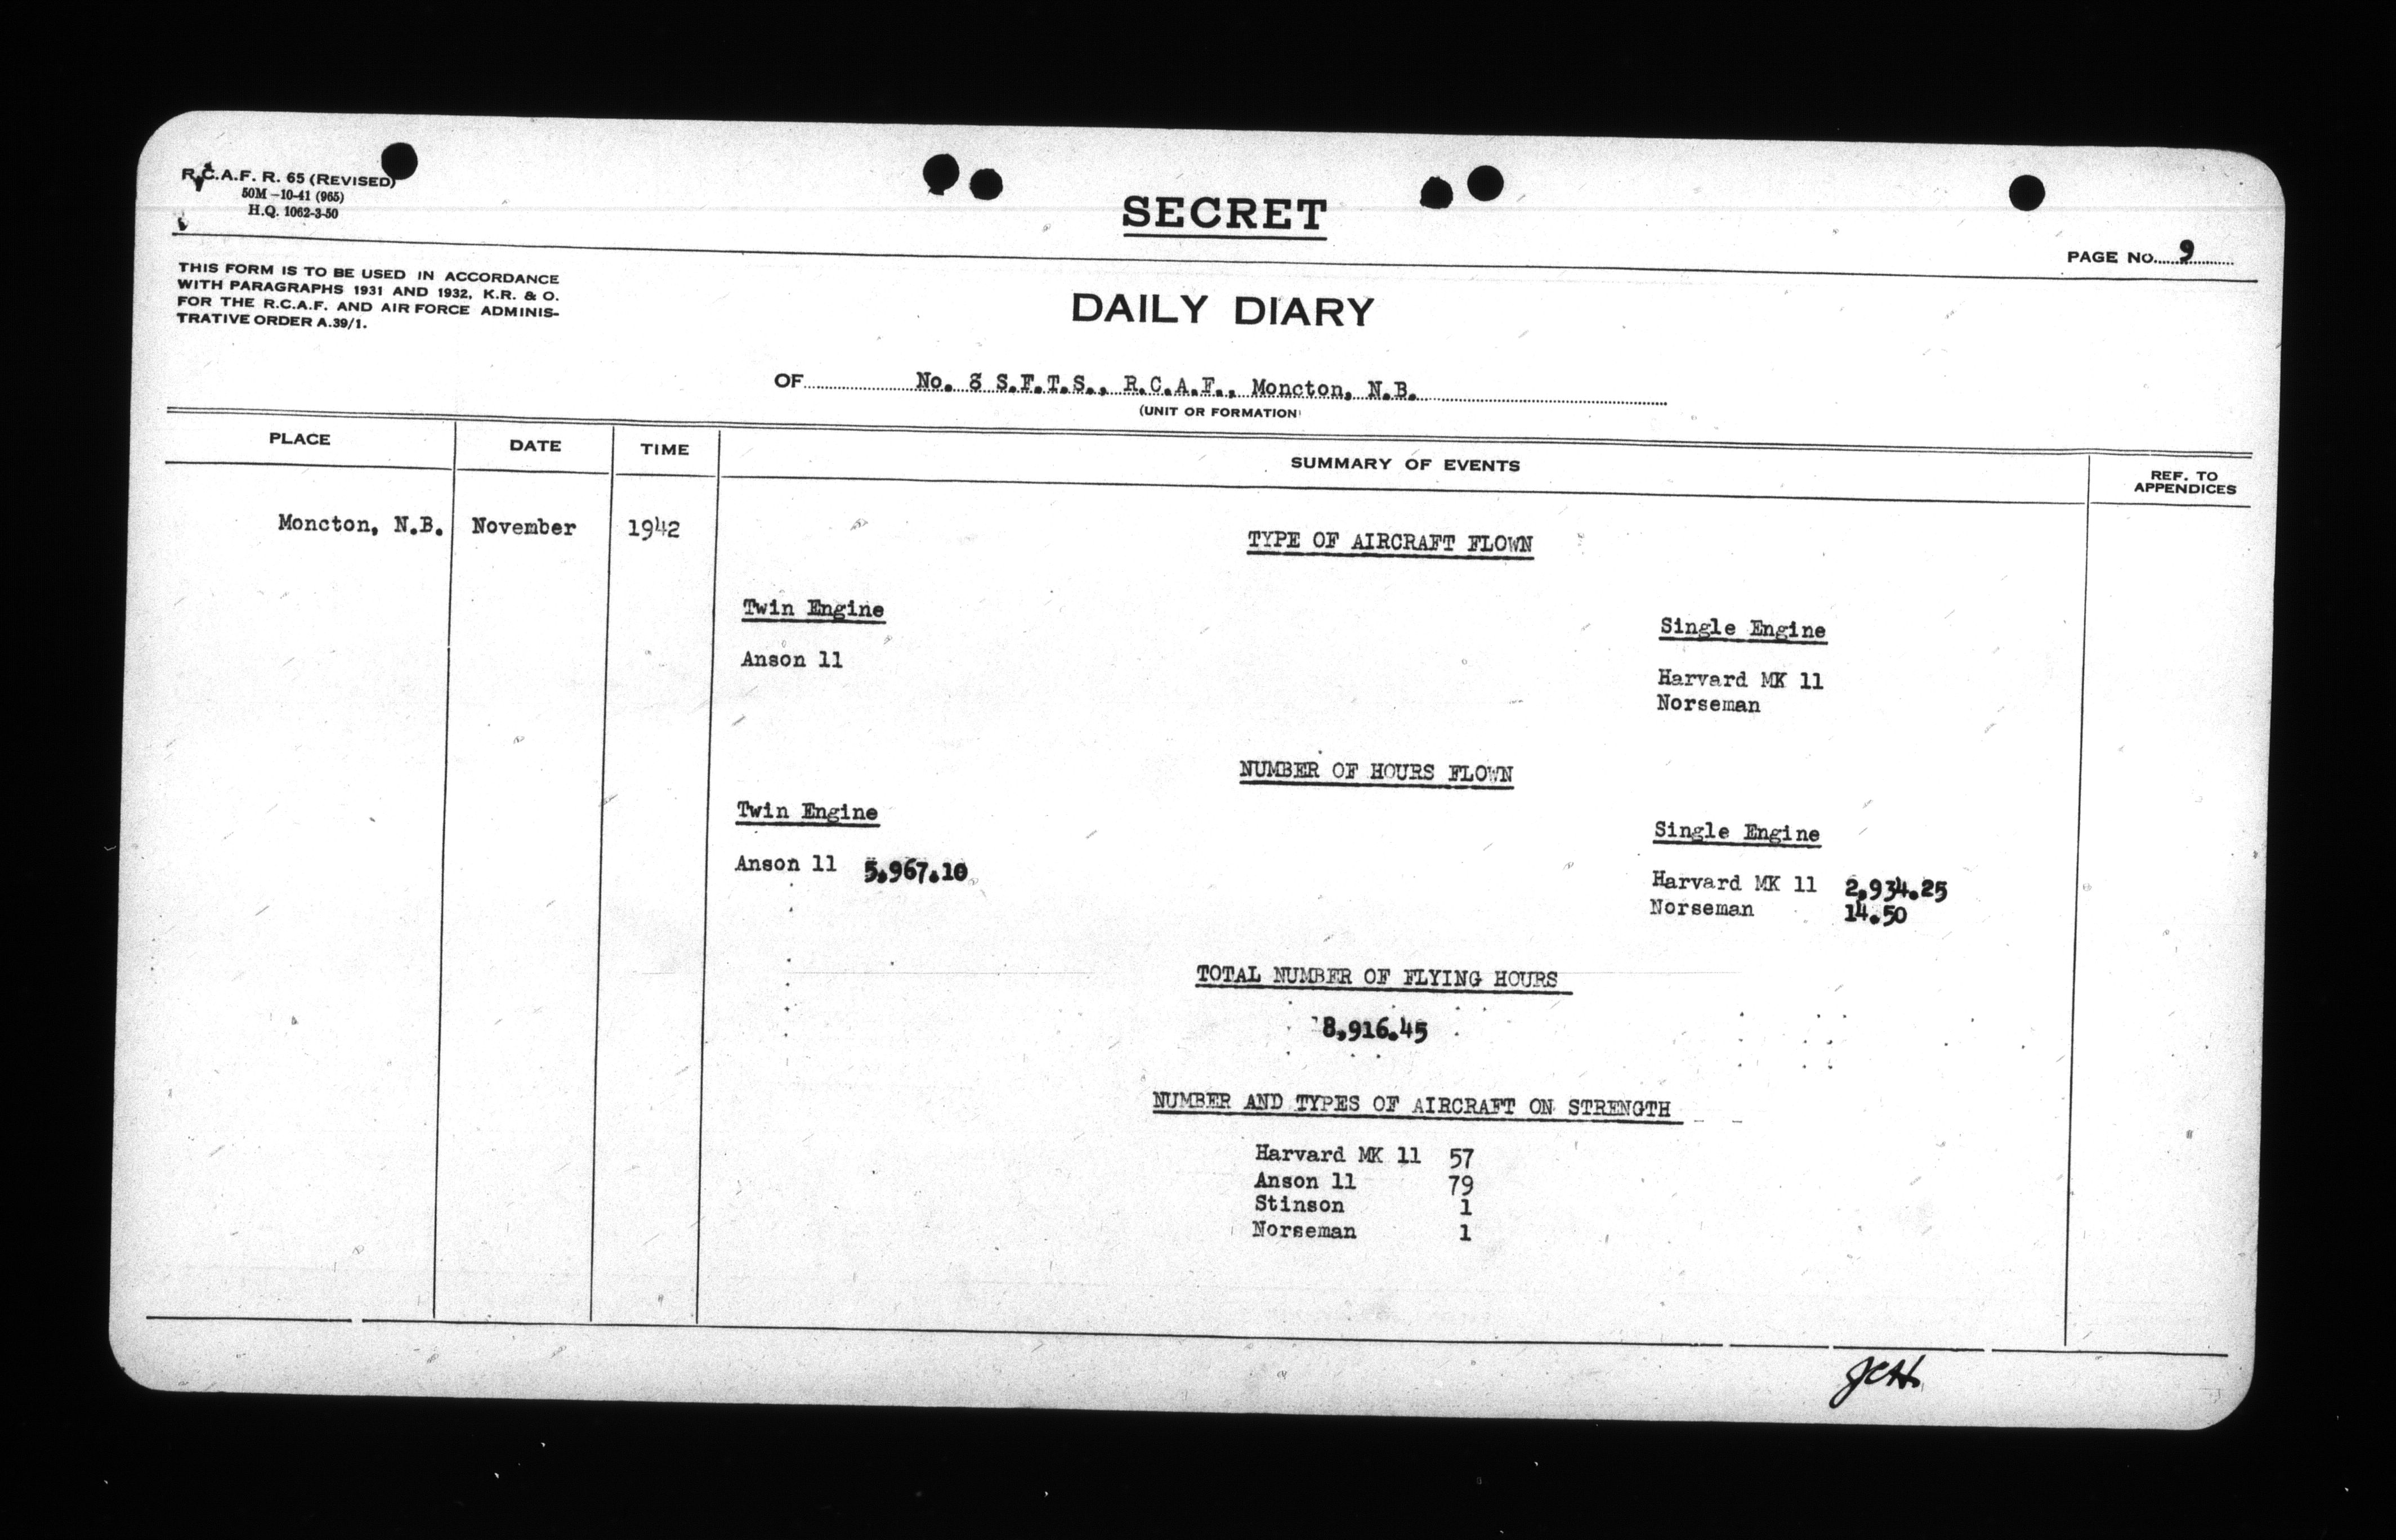 R.C.A.F. R. 65 (REVISED)
50M –10-41 (965)
H.Q. 1062-3-50
SECRET
PAGE NO. 9
THIS FORM IS TO BE USED IN ACCORDANCE
WITH PARAGRAPHS 1931 AND 1932, K.R. & O.
FOR THE R.C.A.F. AND AIR FORCE ADMINIS-
TRATIVE ORDER A.39/1.
DAILY DIARY
OF No. 8 S.F.T.S., R.C.A.F., Moncton, N.B.
(UNIT OR FORMATION)
PLACE DATE TIME SUMMARY OF EVENTS REF. TO
APPENDICES
Moncton, N.B. November 1942
TYPE OF AIRCRAFT FLOWN
Twin Engine Single Engine
Anson 11 Harvard MK 11
Norseman
NUMBER OF HOURS FLOWN
Twin Engine Single Engine
Anson 11 5,967.10 Harvard MK 11 2,934.25
Norseman 14.50
TOTAL NUMBER OF FLYING HOURS
8,916.45
NUMBER AND TYPES OF AIRCRAFT ON STRENGTH
Harvard MK 11 57
Anson 11 79
Stinson 1
Norseman 1